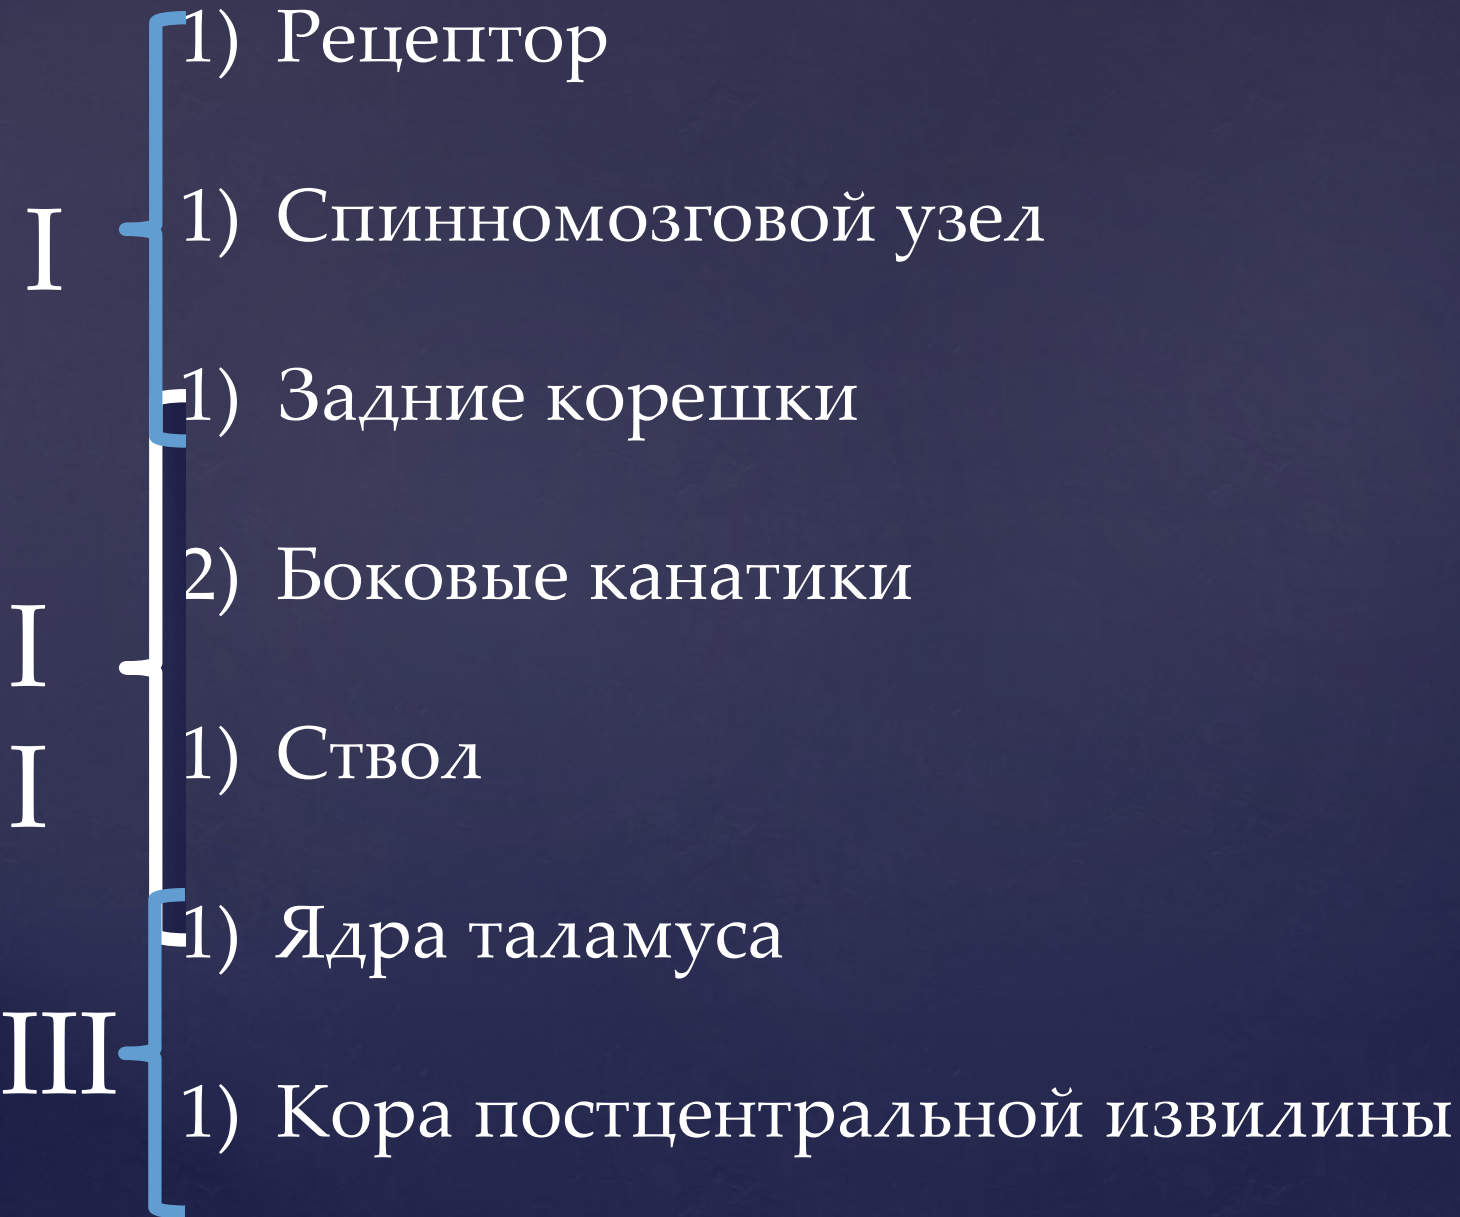 1) Рецептор
I
1) Спинномозговой узел
1) Задние корешки
2) Боковые канатики
I
I
1) Ствол
1) Ядра таламуса
III
1) Кора постцентральной извилины